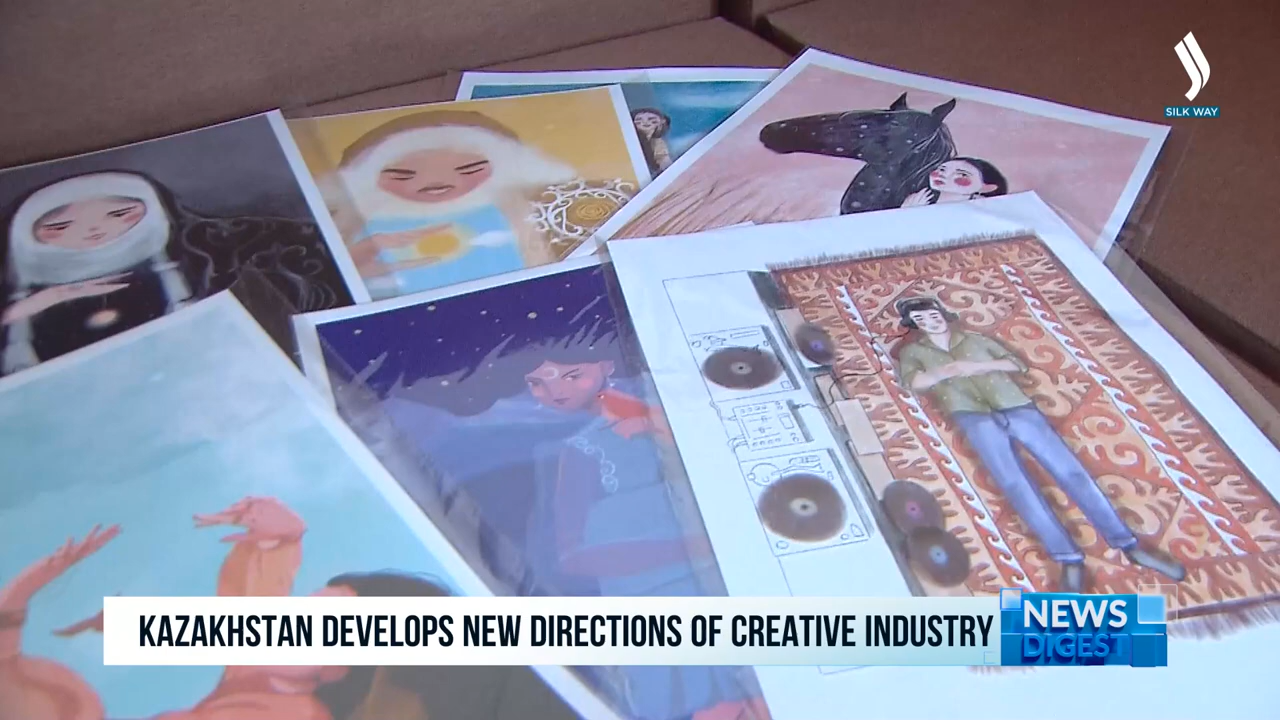 SILK WAY
KAZAKHSTAN DEVELOPS NEW DIRECTIONS OF CREATIVE INDUSTRY
NEWS
DIGEST